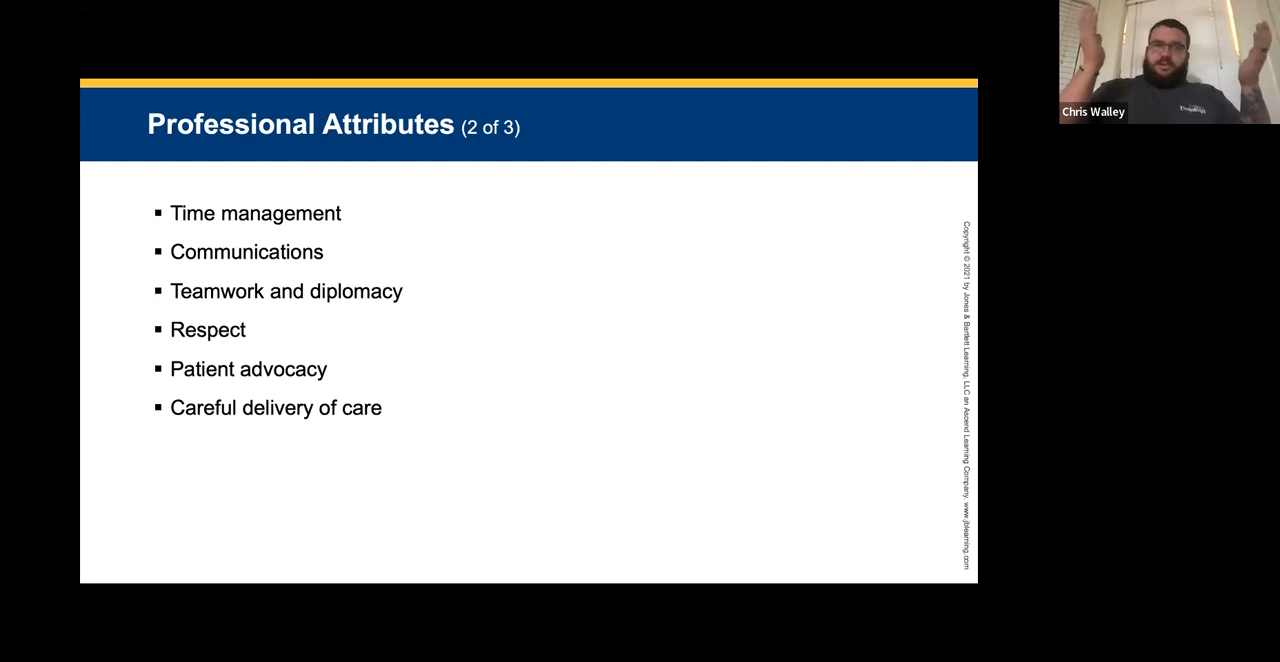 Professional Attributes (2 of 3)
▪ Time management
▪ Communications
▪ Teamwork and diplomacy
▪ Respect
▪ Patient advocacy
▪ Careful delivery of care
Copyright © 2021 by Jones & Bartlett Learning, LLC an Ascend Learning Company. www.jblearning.com
Chris Walley